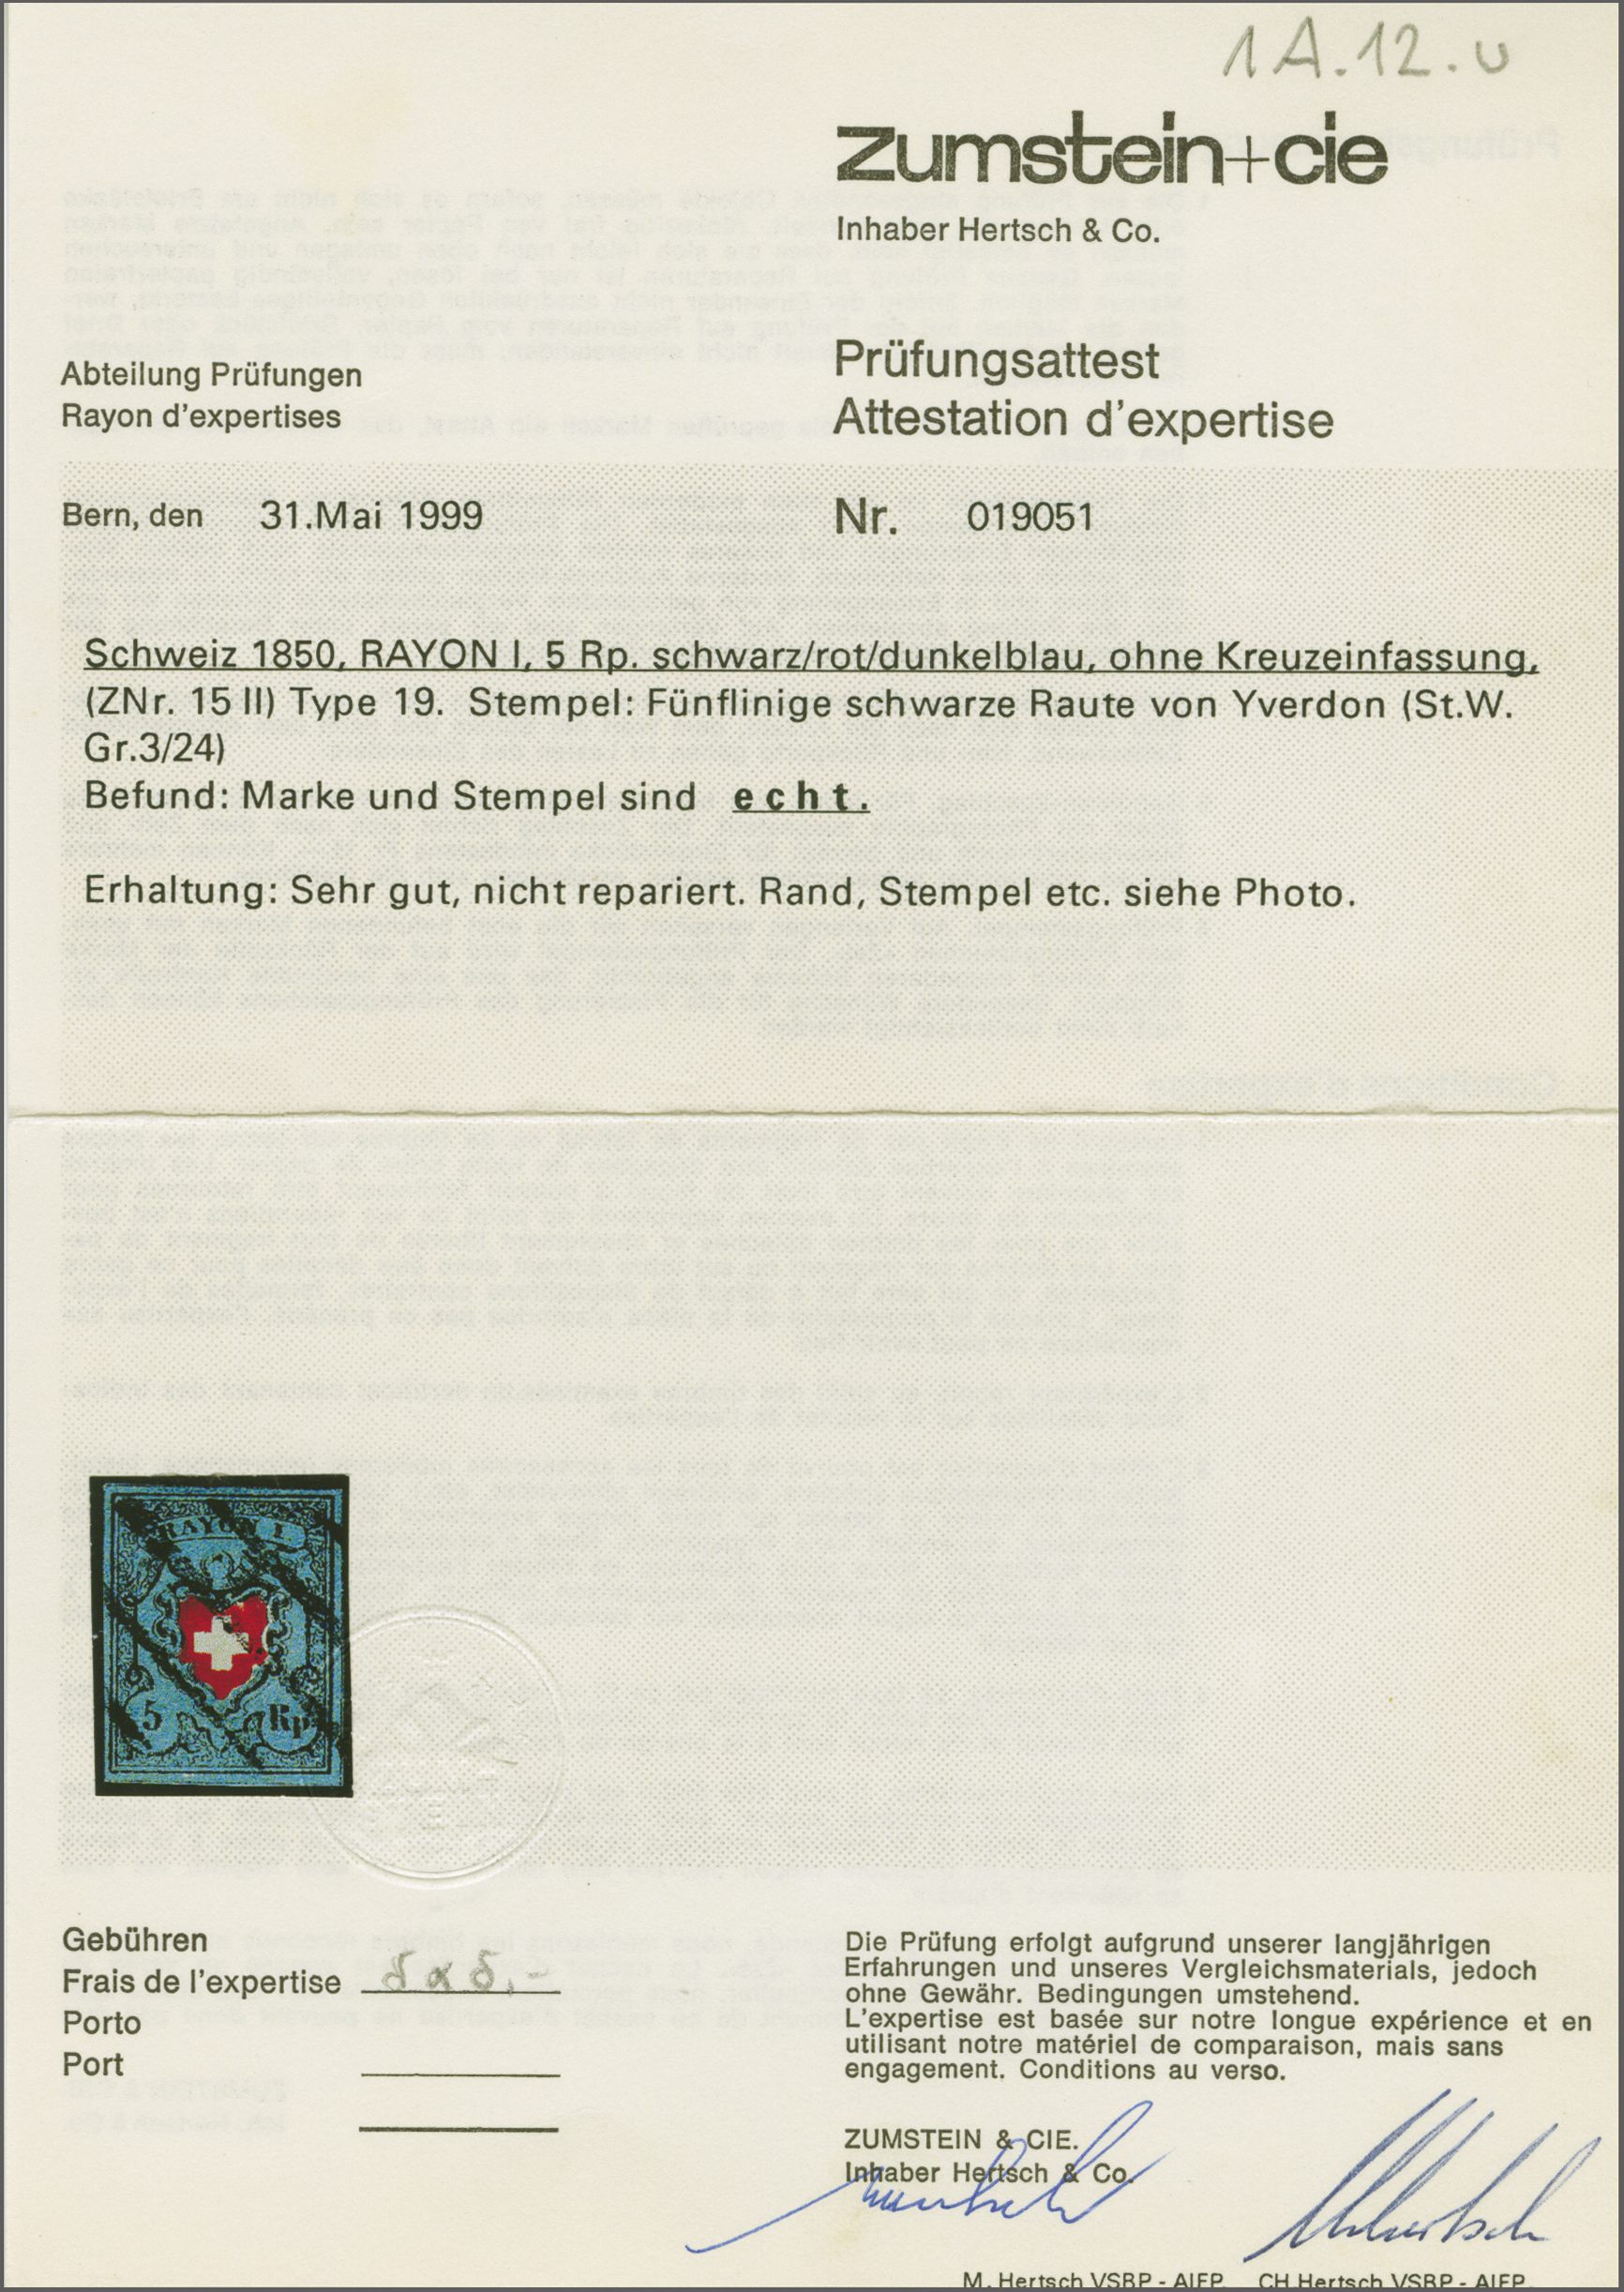 1A.12.u
zumstein+cie
Inhaber Hertsch & Co.
Abteilung Prüfungen
Rayon d'expertises
Prüfungsattest
Attestation d'expertise
Bern, den 31.Mai 1999
Nr. 019051
Schweiz 1850, RAYON I, 5 Rp. schwarz/rot/dunkelblau, ohne Kreuzeinfassung,
(ZNr. 15 II) Type 19. Stempel: Fünflinige schwarze Raute von Yverdon (St.W.
Gr.3/24)
Befund: Marke und Stempel sind echt.
Erhaltung: Sehr gut, nicht repariert. Rand, Stempel etc. siehe Photo.
RAYON I.
5 Rp
Gebühren
Frais de l'expertise
Porto
Port
Die Prüfung erfolgt aufgrund unserer langjährigen
Erfahrungen und unseres Vergleichsmaterials, jedoch
ohne Gewähr. Bedingungen umstehend.
L'expertise est basée sur notre longue expérience et en
utilisant notre matériel de comparaison, mais sans
engagement. Conditions au verso.
ZUMSTEIN & CIE.
Inhaber Hertsch & Co.
M. Hertsch VSBP - AIEP
CH.Hertsch VSBP - AIEP